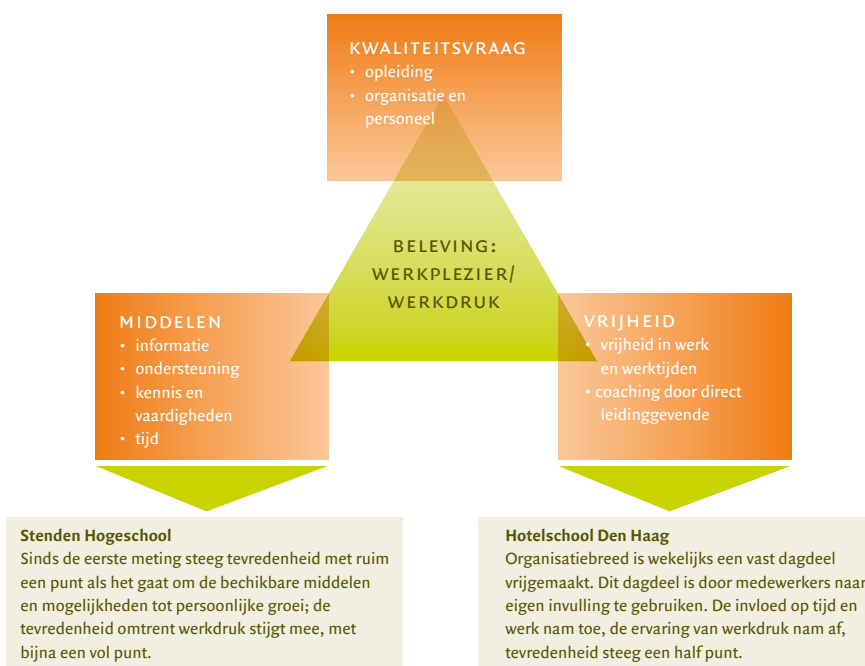 KWALITEITSVRAAG
• opleiding
• organisatie en
personeel
BELEVING:
WERKPLEZIER/
WERKDRUK
MIDDELEN
• informatie
• ondersteuning
• kennis en
vaardigheden
• tijd
VRIJHEID
• vrijheid in werk
en werktijden
• coaching door direct
leidinggevende
Stenden Hogeschool
Sinds de eerste meting steeg tevredenheid met ruim
een punt als het gaat om de bechikbare middelen
en mogelijkheden tot persoonlijke groei; de
tevredenheid omtrent werkdruk stijgt mee, met
bijna een vol punt.
Hotelschool Den Haag
Organisatiebreed is wekelijks een vast dagdeel
vrijgemaakt. Dit dagdeel is door medewerkers naar
eigen invulling te gebruiken. De invloed op tijd en
werk nam toe, de ervaring van werkdruk nam af,
tevredenheid steeg een half punt.